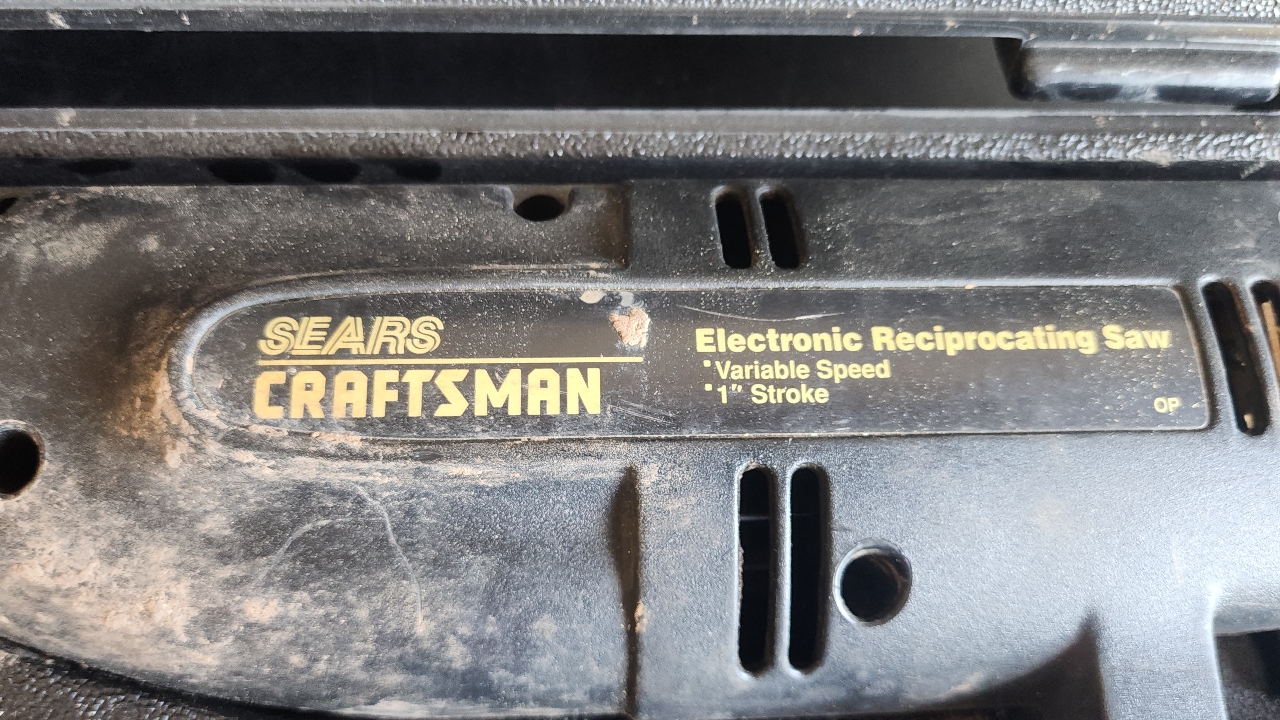 SEARS
CRAFTSMAN
Electronic Reciprocating Saw
• Variable Speed
• 1" Stroke
OP